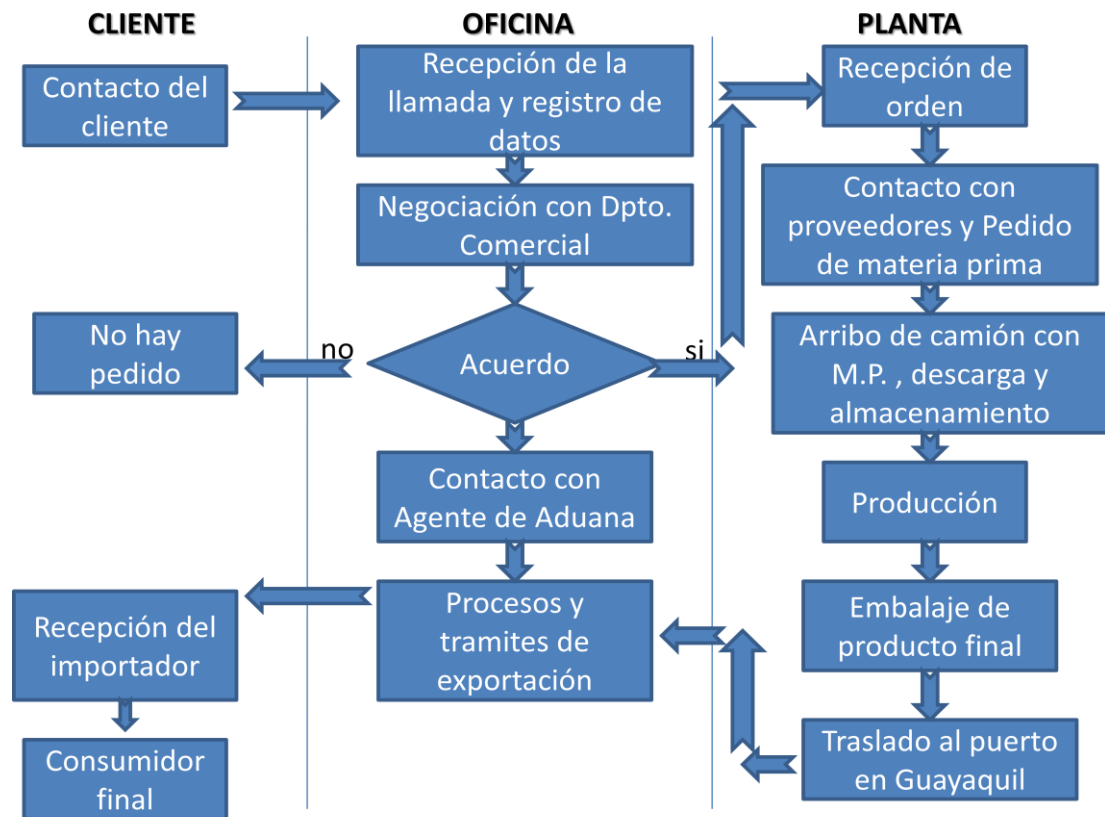 CLIENTE
OFICINA
PLANTA
Contacto del
cliente
Recepción de la
llamada y registro de
datos
Recepción de
orden
Negociación con Dpto.
Comercial
Contacto con
proveedores y Pedido
de materia prima
No hay
pedido
no
Acuerdo
si
Arribo de camión con
M.P. , descarga y
almacenamiento
Contacto con
Agente de Aduana
Producción
Recepción del
importador
Procesos y
tramites de
exportación
Embalaje de
producto final
Consumidor
final
Traslado al puerto
en Guayaquil